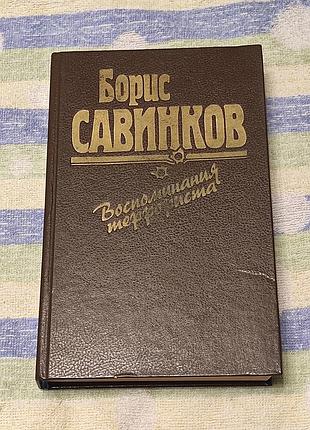 Борис
САВИНКОВ
Воспоминания
террориста